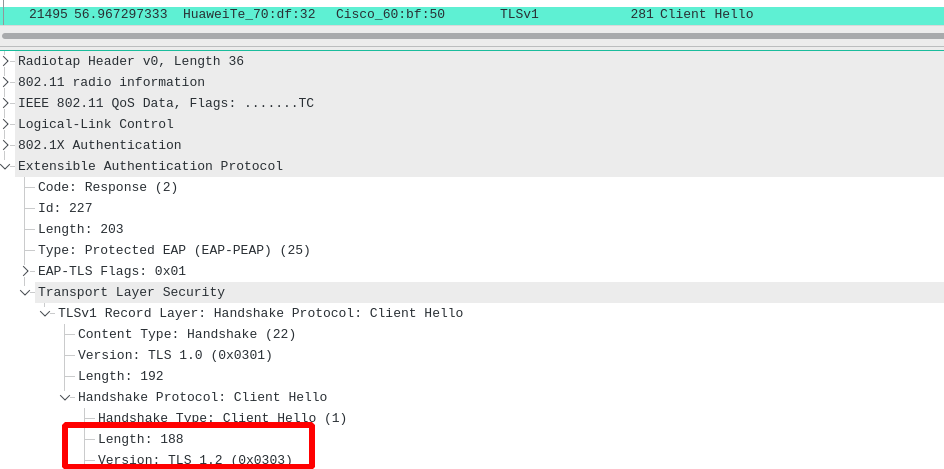 21495 56.967297333 HuaweiTe_70:df:32 Cisco_60:bf:50 TLSv1 281 Client Hello
Radiotap Header v0, Length 36
802.11 radio information
IEEE 802.11 QoS Data, Flags: .......TC
Logical-Link Control
802.1X Authentication
Extensible Authentication Protocol
Code: Response (2)
Id: 227
Length: 203
Type: Protected EAP (EAP-PEAP) (25)
EAP-TLS Flags: 0x01
Transport Layer Security
TLSv1 Record Layer: Handshake Protocol: Client Hello
Content Type: Handshake (22)
Version: TLS 1.0 (0x0301)
Length: 192
Handshake Protocol: Client Hello
Handshake Type: Client Hello (1)
Length: 188
Version: TLS 1.2 (0x0303)